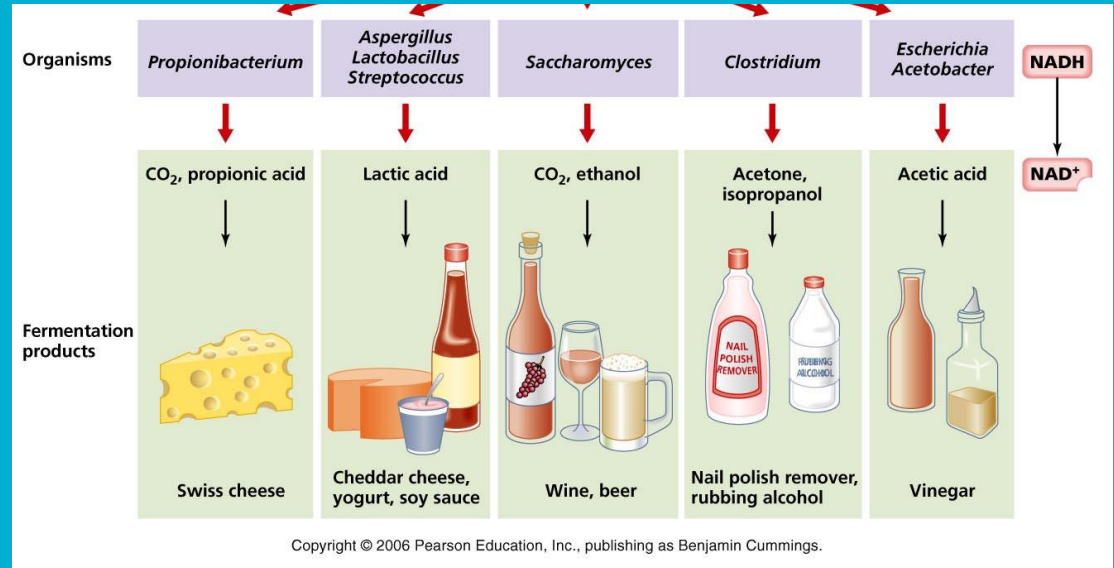 Organisms
Propionibacterium
Aspergillus
Lactobacillus
Streptococcus
Saccharomyces
Clostridium
Escherichia
Acetobacter
NADH
CO₂, propionic acid
Lactic acid
CO₂, ethanol
Acetone,
isopropanol
Acetic acid
NAD⁺
Fermentation
products
NAIL
POLISH
REMOVER
RUBBING
ALCOHOL
Swiss cheese
Cheddar cheese,
yogurt, soy sauce
Wine, beer
Nail polish remover,
rubbing alcohol
Vinegar
Copyright © 2006 Pearson Education, Inc., publishing as Benjamin Cummings.